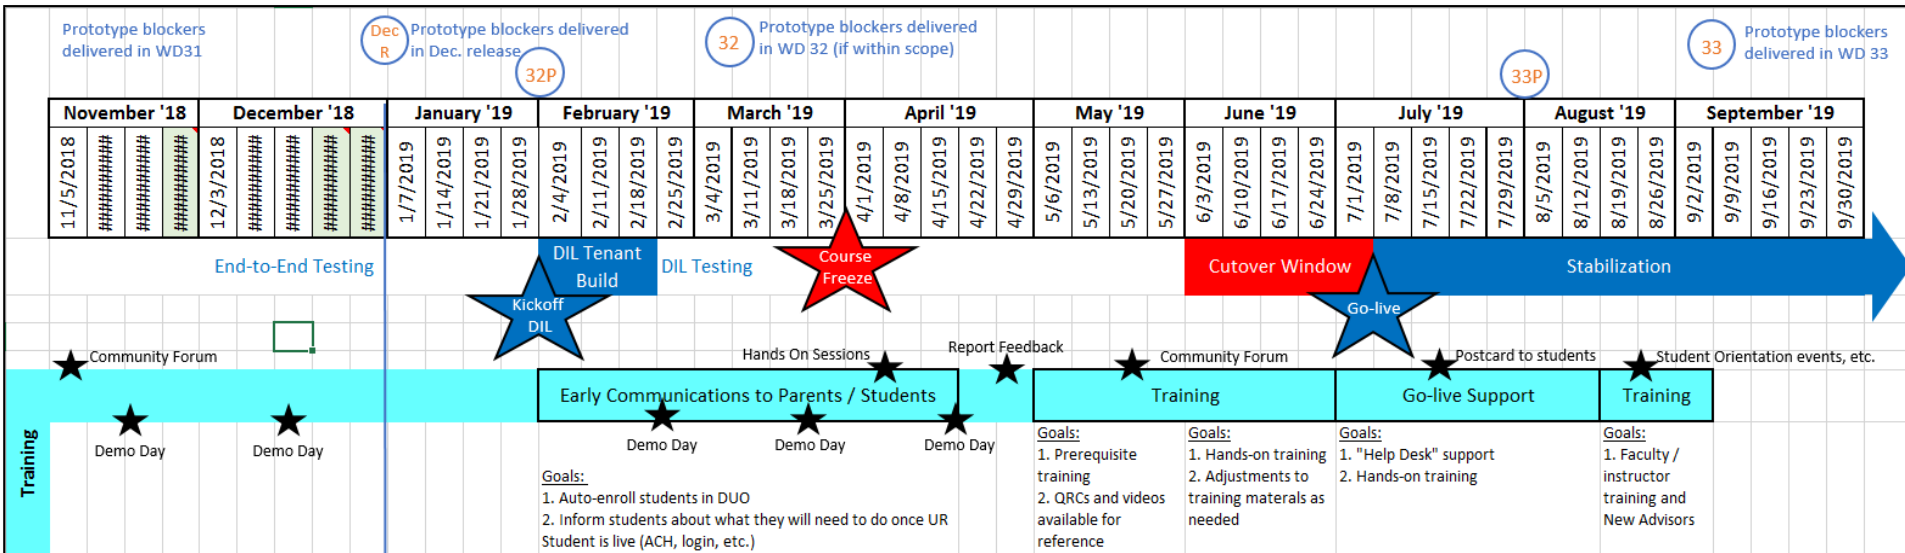 Prototype blockers
delivered in WD31
Dec
R
Prototype blockers delivered
in Dec. release
32P
32
Prototype blockers delivered
in WD 32 (if within scope)
33P
33
Prototype blockers
delivered in WD 33
November '18
December '18
January '19
February '19
March '19
April '19
May '19
June '19
July '19
August '19
September '19
11/5/2018
########
########
########
12/3/2018
########
########
########
########
1/7/2019
1/14/2019
1/21/2019
1/28/2019
2/4/2019
2/11/2019
2/18/2019
2/25/2019
3/4/2019
3/11/2019
3/18/2019
3/25/2019
4/1/2019
4/8/2019
4/15/2019
4/22/2019
4/29/2019
5/6/2019
5/13/2019
5/20/2019
5/27/2019
6/3/2019
6/10/2019
6/17/2019
6/24/2019
7/1/2019
7/8/2019
7/15/2019
7/22/2019
7/29/2019
8/5/2019
8/12/2019
8/19/2019
8/26/2019
9/2/2019
9/9/2019
9/16/2019
9/23/2019
9/30/2019
End-to-End Testing
Kickoff
DIL
DIL Tenant
Build
DIL Testing
Course
Freeze
Cutover Window
Go-live
Stabilization
Training
Community Forum
Demo Day
Demo Day
Hands On Sessions
Report Feedback
Community Forum
Postcard to students
Student Orientation events, etc.
Early Communications to Parents / Students
Training
Go-live Support
Training
Demo Day
Demo Day
Demo Day
Goals:
1. Auto-enroll students in DUO
2. Inform students about what they will need to do once UR
Student is live (ACH, login, etc.)
Goals:
1. Prerequisite
training
2. QRCs and videos
available for
reference
Goals:
1. Hands-on training
2. Adjustments to
training materals as
needed
Goals:
1. "Help Desk" support
2. Hands-on training
Goals:
1. Faculty /
instructor
training and
New Advisors